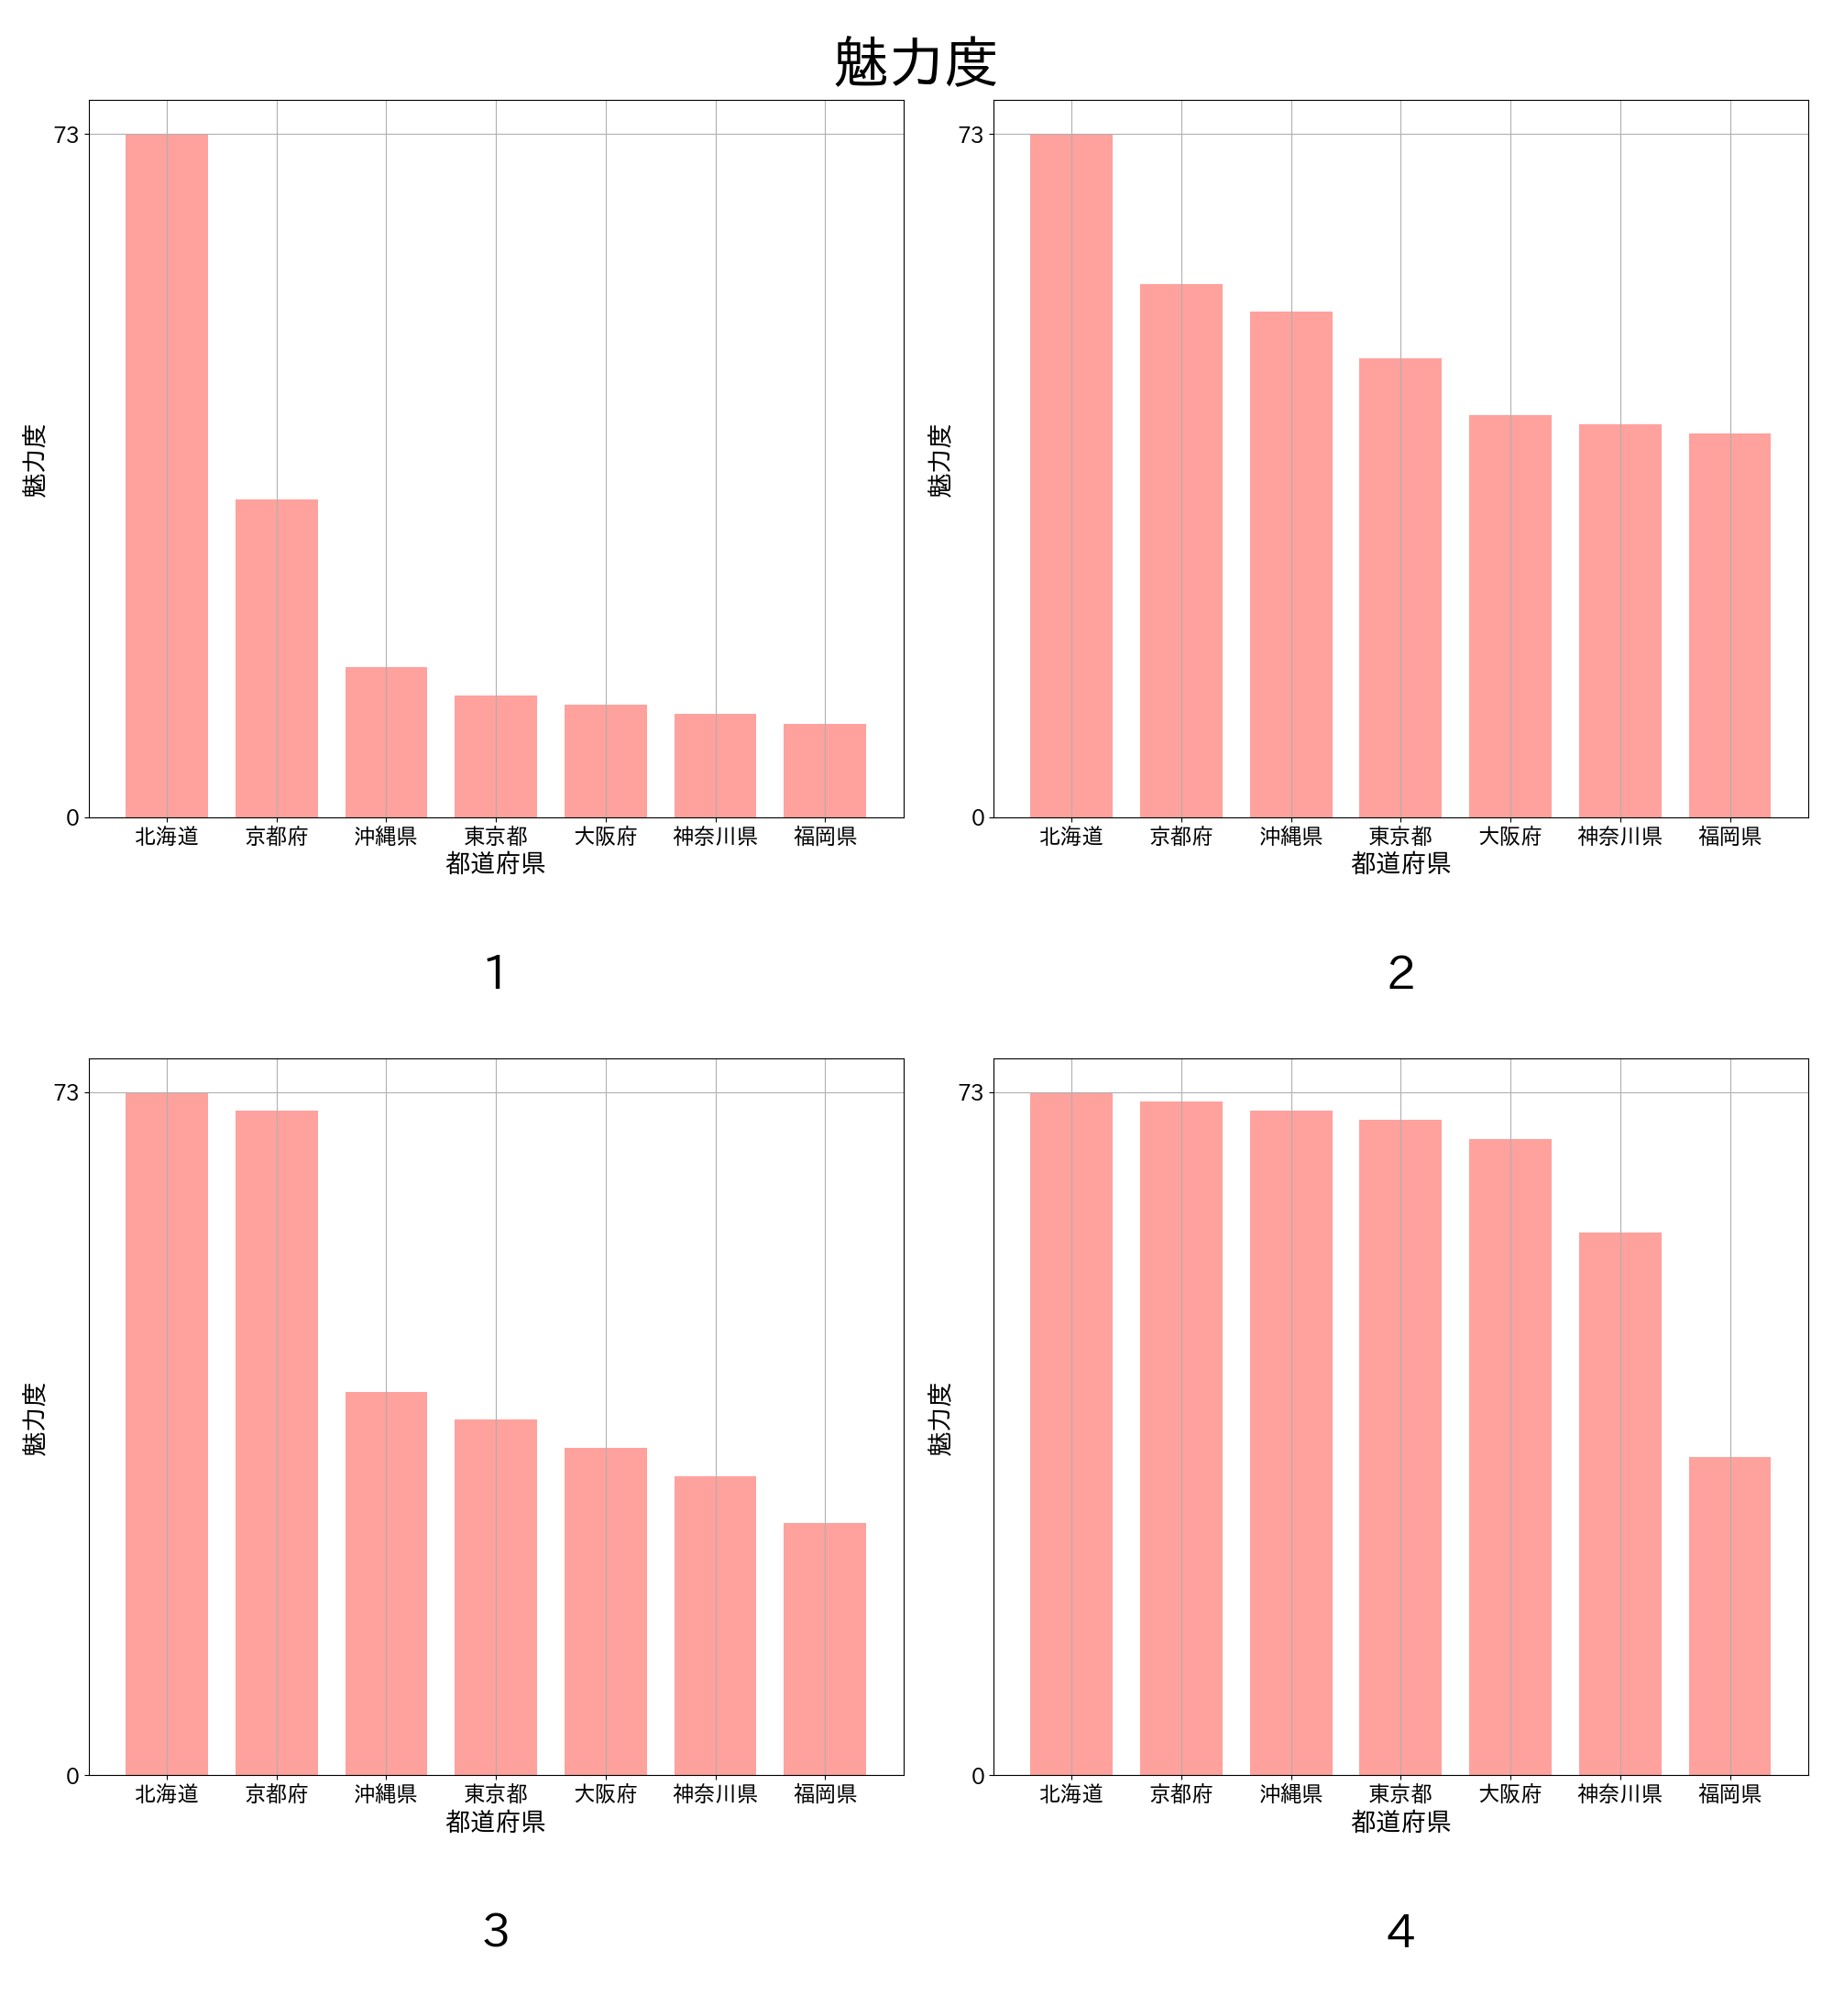 魅力度
73
0
魅力度
北海道 京都府 沖縄県 東京都 大阪府 神奈川県 福岡県
都道府県
1
73
0
魅力度
北海道 京都府 沖縄県 東京都 大阪府 神奈川県 福岡県
都道府県
2
73
0
魅力度
北海道 京都府 沖縄県 東京都 大阪府 神奈川県 福岡県
都道府県
3
73
0
魅力度
北海道 京都府 沖縄県 東京都 大阪府 神奈川県 福岡県
都道府県
4